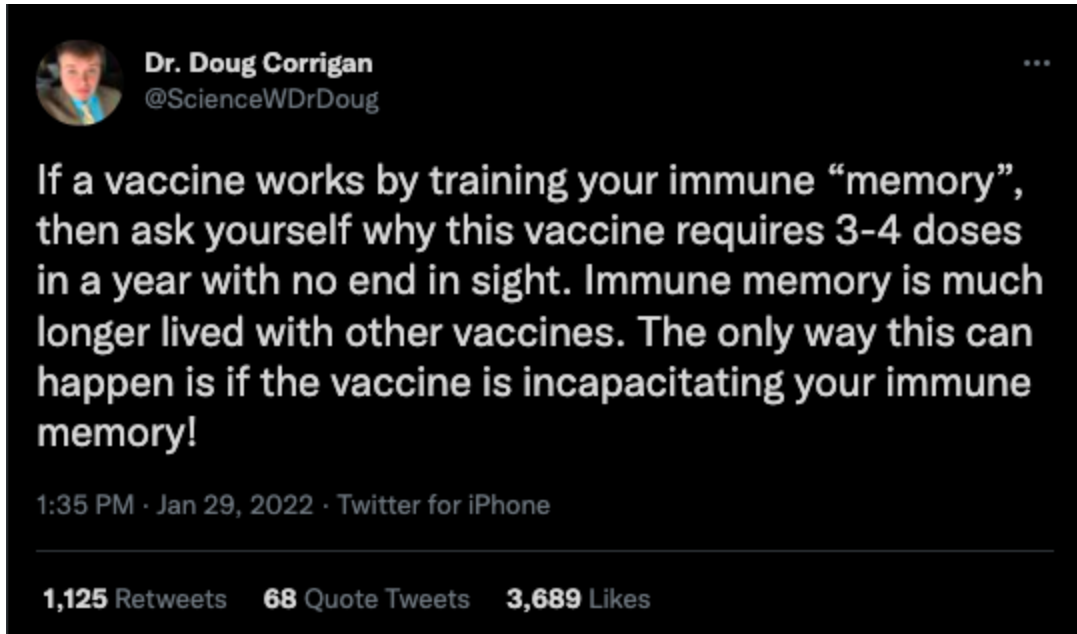 Dr. Doug Corrigan
@ScienceWDrDoug
If a vaccine works by training your immune “memory”,
then ask yourself why this vaccine requires 3-4 doses
in a year with no end in sight. Immune memory is much
longer lived with other vaccines. The only way this can
happen is if the vaccine is incapacitating your immune
memory!
1:35 PM · Jan 29, 2022 · Twitter for iPhone
1,125 Retweets 68 Quote Tweets 3,689 Likes